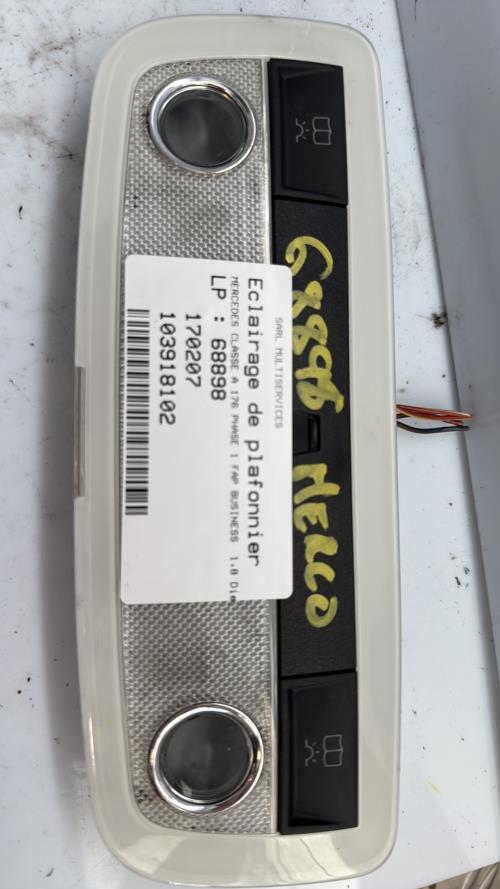 SARL MULTISERVICES
Eclairage de plafonnier
MERCEDES CLASSE A 176 PHASE 1 FAP BUSINESS 1.8 Die
LP : 68898
170207
103918102
68898 MERCO